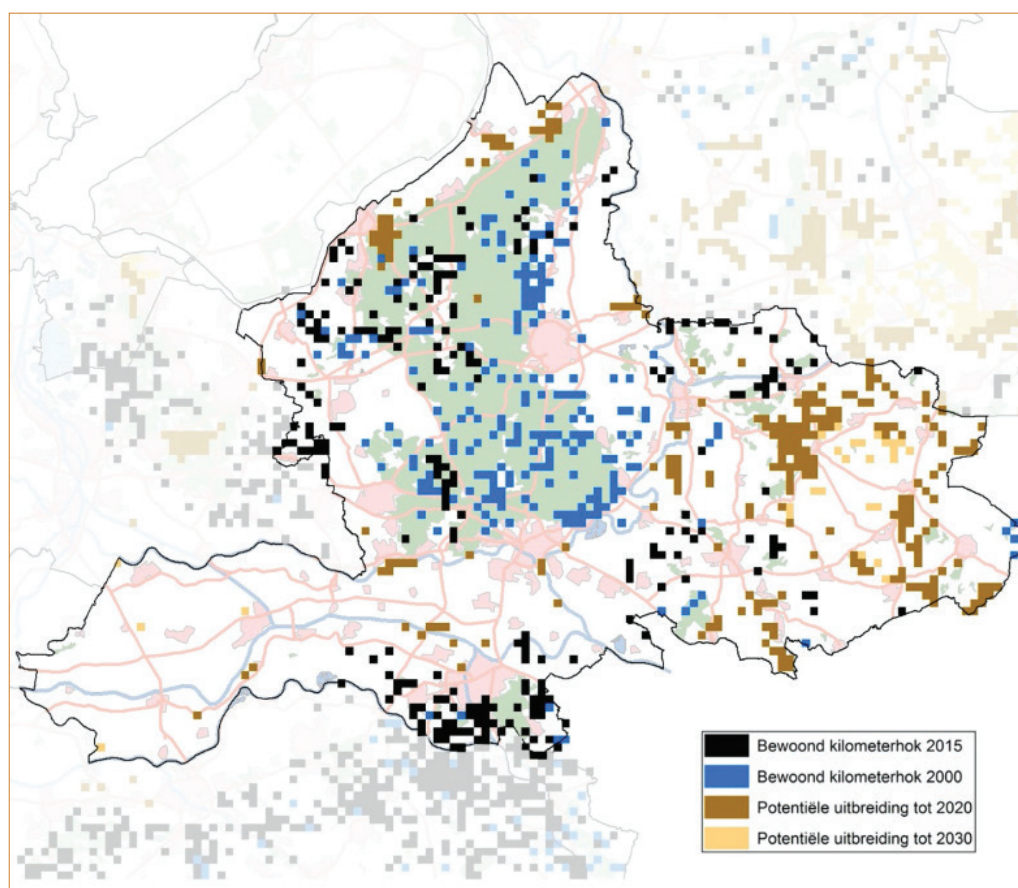 Bewoond kilometerhok 2015
Bewoond kilometerhok 2000
Potentiële uitbreiding tot 2020
Potentiële uitbreiding tot 2030